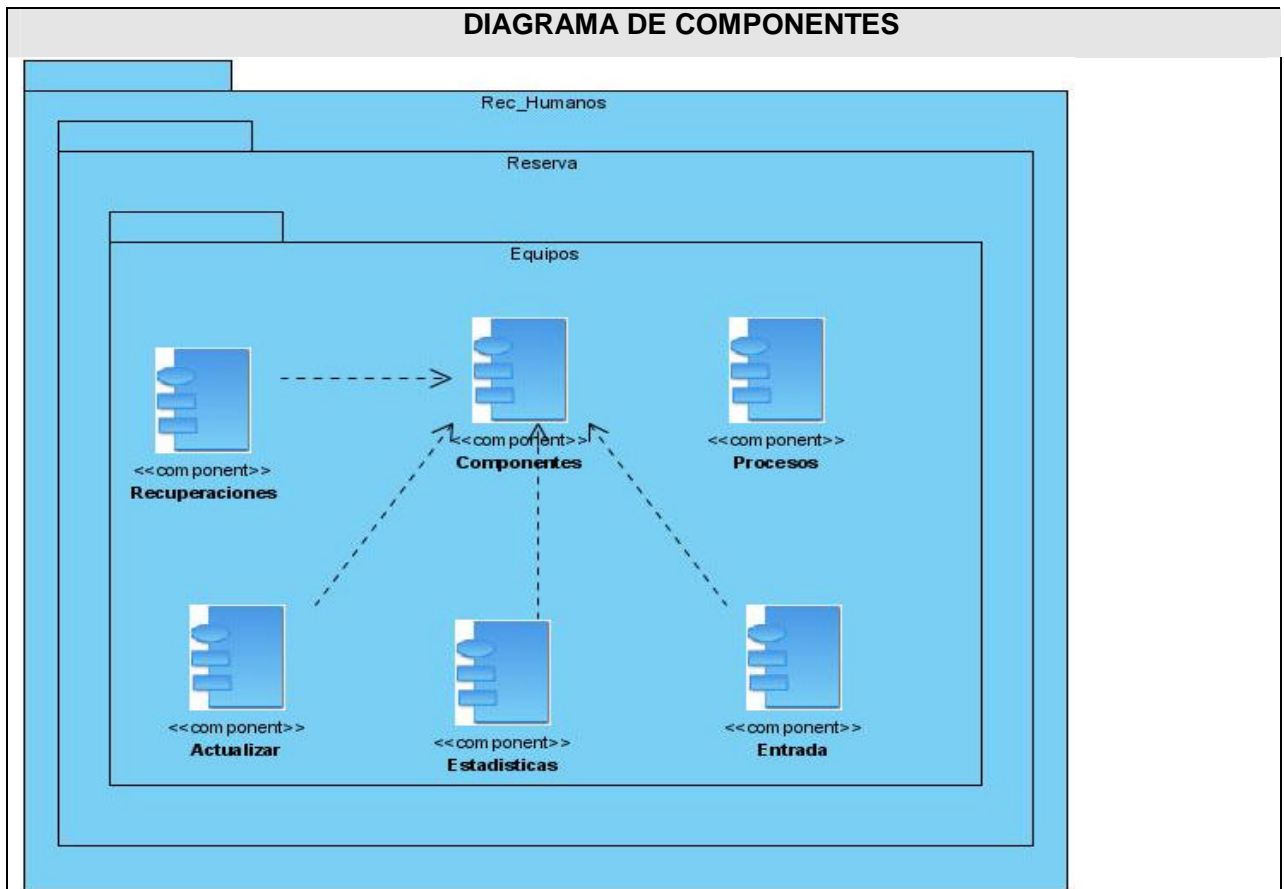 DIAGRAMA DE COMPONENTES
Rec_Humanos
Reserva
Equipos
<<component>>
Recuperaciones
<<component>>
Componentes
<<component>>
Procesos
<<component>>
Actualizar
<<component>>
Estadisticas
<<component>>
Entrada